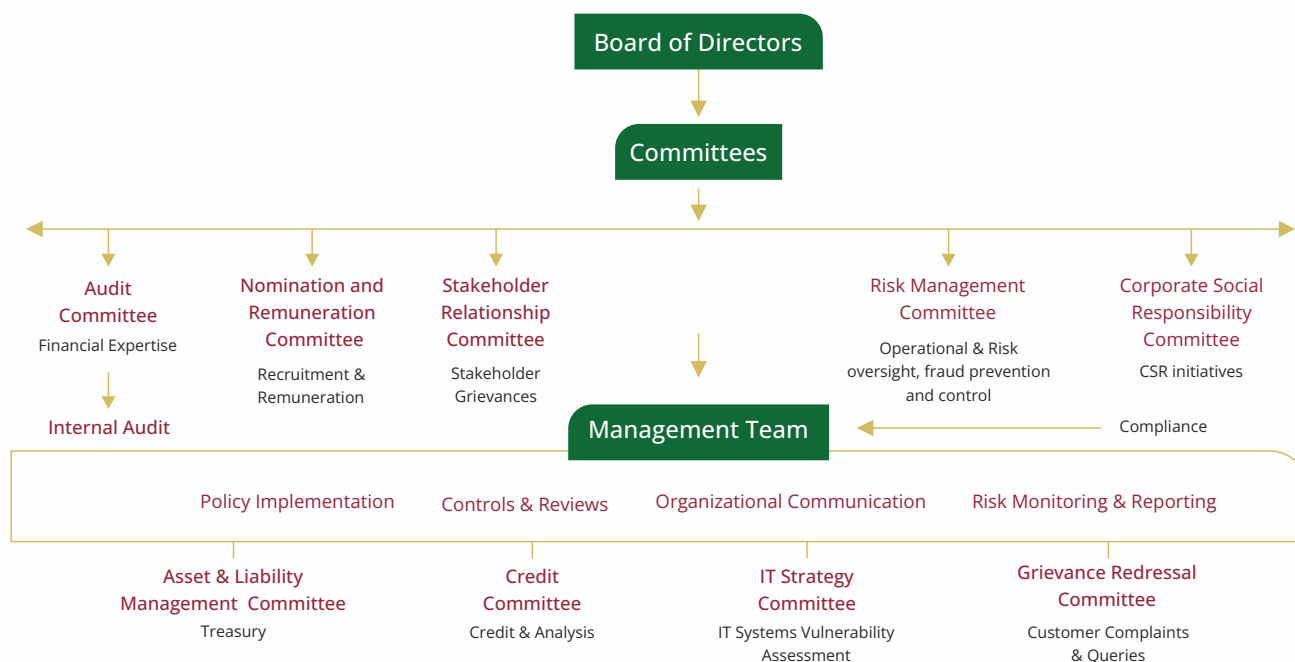 Board of Directors
Committees
Audit
Committee
Financial Expertise
Internal Audit
Nomination and
Remuneration
Committee
Recruitment &
Remuneration
Stakeholder
Relationship
Committee
Stakeholder
Grievances
Risk Management
Committee
Operational & Risk
oversight, fraud prevention
and control
Corporate Social
Responsibility
Committee
CSR initiatives
Management Team
Compliance
Policy Implementation
Controls & Reviews
Organizational Communication
Risk Monitoring & Reporting
Asset & Liability
Management Committee
Treasury
Credit
Committee
Credit & Analysis
IT Strategy
Committee
IT Systems Vulnerability
Assessment
Grievance Redressal
Committee
Customer Complaints
& Queries